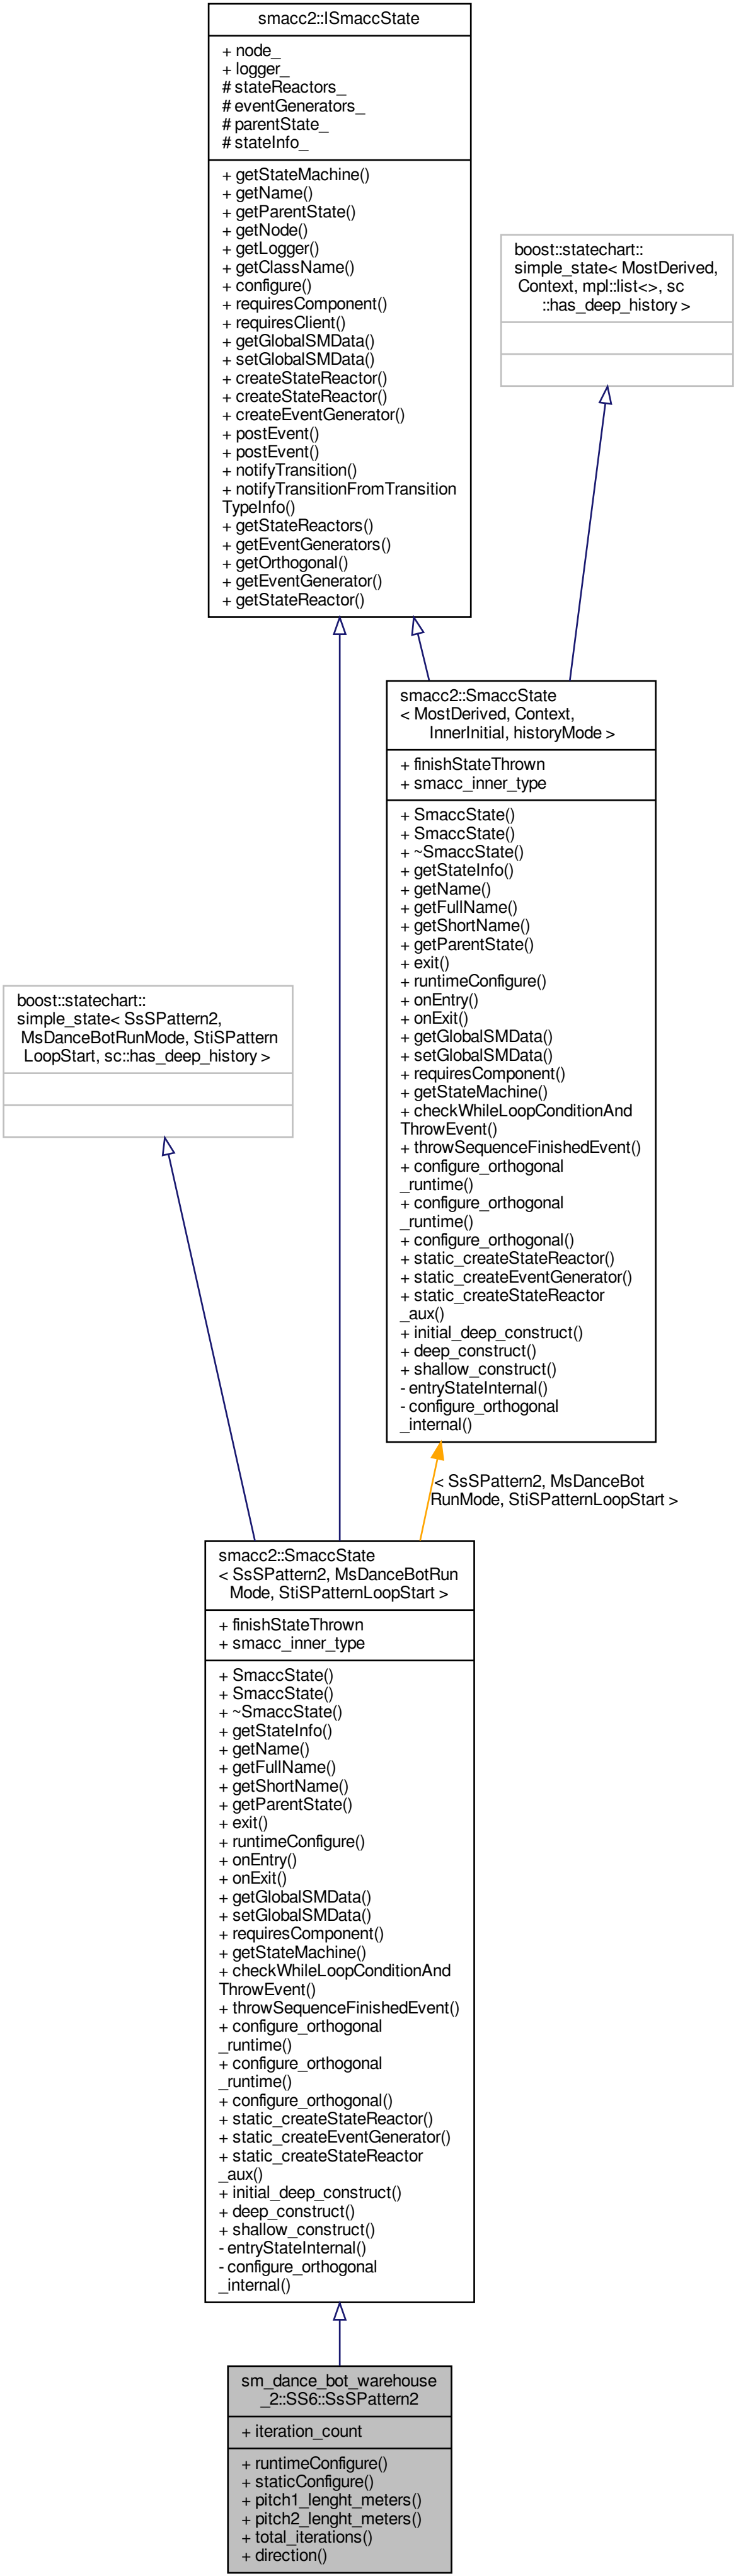 smacc2::ISmaccState
+ node_
+ logger_
# stateReactors_
# eventGenerators_
# parentState_
# stateInfo_
+ getStateMachine()
+ getName()
+ getParentState()
+ getNode()
+ getLogger()
+ getClassName()
+ configure()
+ requiresComponent()
+ requiresClient()
+ getGlobalSMData()
+ setGlobalSMData()
+ createStateReactor()
+ createStateReactor()
+ createEventGenerator()
+ postEvent()
+ postEvent()
+ notifyTransition()
+ notifyTransitionFromTransition
TypeInfo()
+ getStateReactors()
+ getEventGenerators()
+ getOrthogonal()
+ getEventGenerator()
+ getStateReactor()
boost::statechart::
simple_state< MostDerived,
Context, mpl::list<>, sc
::has_deep_history >
smacc2::SmaccState
< MostDerived, Context,
InnerInitial, historyMode >
+ finishStateThrown
+ smacc_inner_type
+ SmaccState()
+ SmaccState()
+ ~SmaccState()
+ getStateInfo()
+ getName()
+ getFullName()
+ getShortName()
+ getParentState()
+ exit()
+ runtimeConfigure()
+ onEntry()
+ onExit()
+ getGlobalSMData()
+ setGlobalSMData()
+ requiresComponent()
+ getStateMachine()
+ checkWhileLoopConditionAnd
ThrowEvent()
+ throwSequenceFinishedEvent()
+ configure_orthogonal
_runtime()
+ configure_orthogonal
_runtime()
+ configure_orthogonal()
+ static_createStateReactor()
+ static_createEventGenerator()
+ static_createStateReactor
_aux()
+ initial_deep_construct()
+ deep_construct()
+ shallow_construct()
- entryStateInternal()
- configure_orthogonal
_internal()
boost::statechart::
simple_state< SsSPattern2,
MsDanceBotRunMode, StiSPattern
LoopStart, sc::has_deep_history >
< SsSPattern2, MsDanceBot
RunMode, StiSPatternLoopStart >
smacc2::SmaccState
< SsSPattern2, MsDanceBotRun
Mode, StiSPatternLoopStart >
+ finishStateThrown
+ smacc_inner_type
+ SmaccState()
+ SmaccState()
+ ~SmaccState()
+ getStateInfo()
+ getName()
+ getFullName()
+ getShortName()
+ getParentState()
+ exit()
+ runtimeConfigure()
+ onEntry()
+ onExit()
+ getGlobalSMData()
+ setGlobalSMData()
+ requiresComponent()
+ getStateMachine()
+ checkWhileLoopConditionAnd
ThrowEvent()
+ throwSequenceFinishedEvent()
+ configure_orthogonal
_runtime()
+ configure_orthogonal
_runtime()
+ configure_orthogonal()
+ static_createStateReactor()
+ static_createEventGenerator()
+ static_createStateReactor
_aux()
+ initial_deep_construct()
+ deep_construct()
+ shallow_construct()
- entryStateInternal()
- configure_orthogonal
_internal()
sm_dance_bot_warehouse
_2::SS6::SsSPattern2
+ iteration_count
+ runtimeConfigure()
+ staticConfigure()
+ pitch1_lenght_meters()
+ pitch2_lenght_meters()
+ total_iterations()
+ direction()